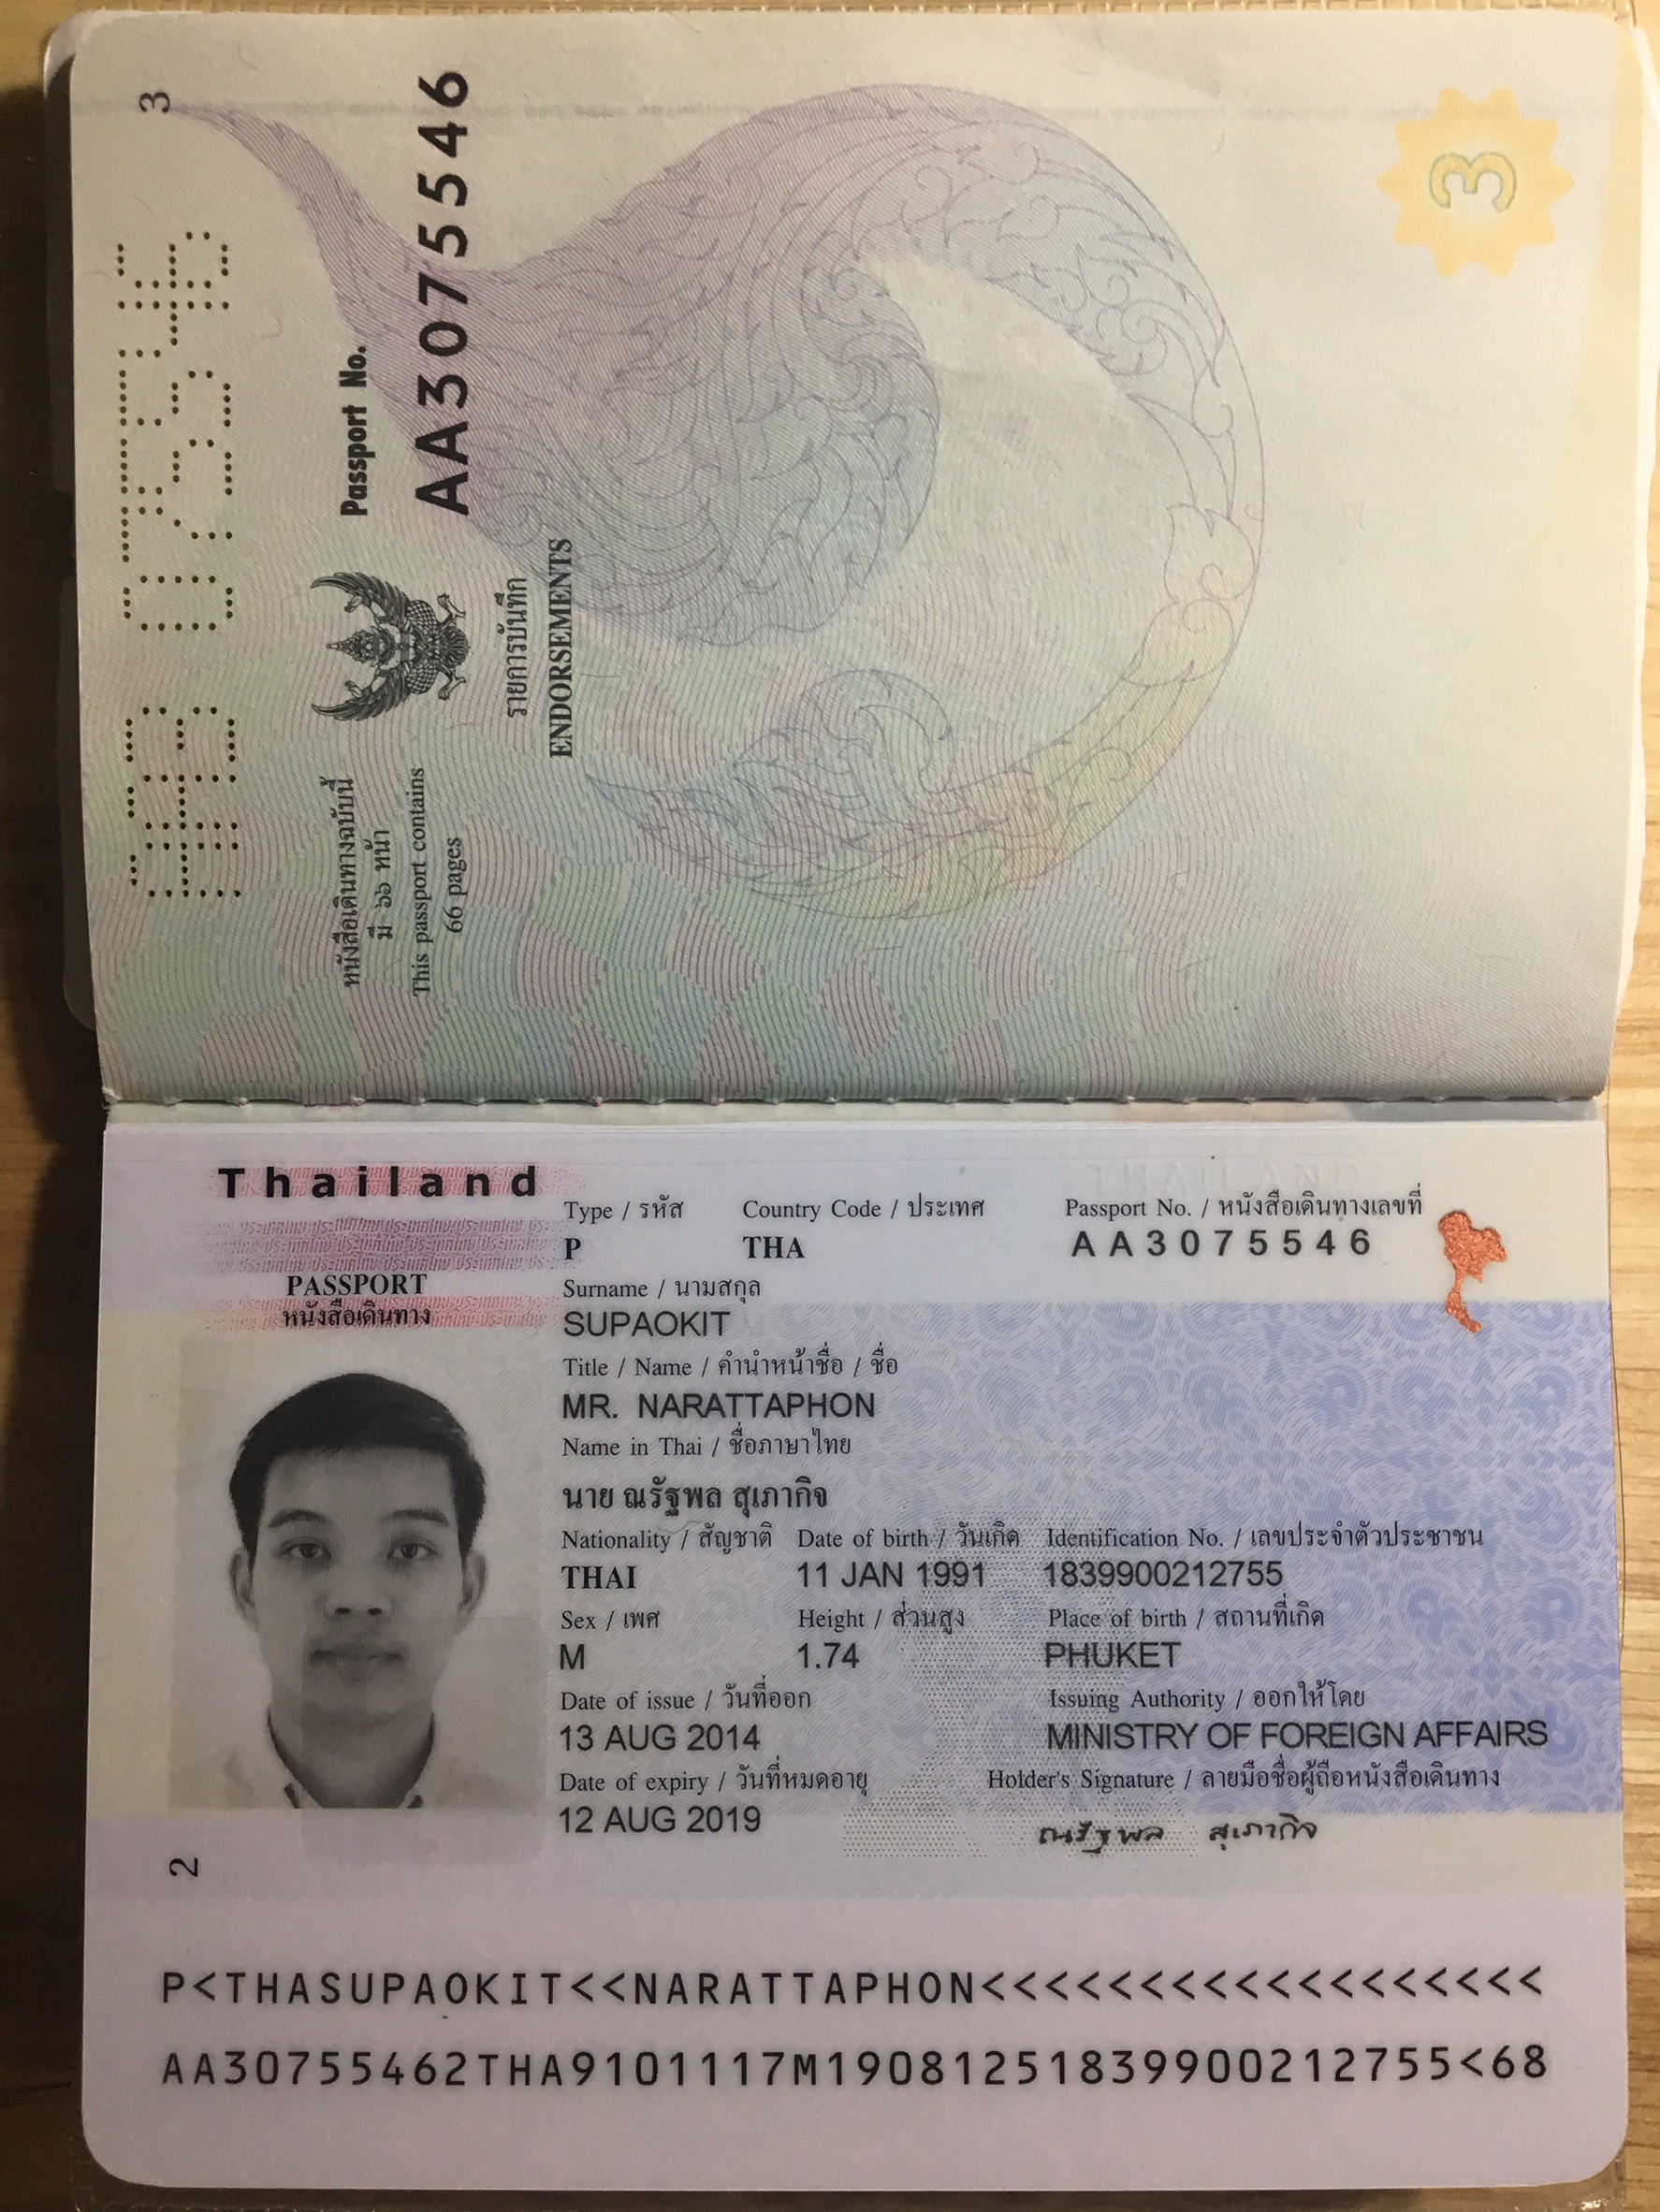 3
AA3075546
Passport No.
AA3075546
หนังสือเดินทางฉบับนี้
มี ๖๖ หน้า
This passport contains
66 pages
รายการบันทึก
ENDORSEMENTS
3
Thailand
PASSPORT
หนังสือเดินทาง
Type / รหัส Country Code / ประเทศ Passport No. / หนังสือเดินทางเลขที่
P THA AA3075546
Surname / นามสกุล
SUPAOKIT
Title / Name / คำนำหน้าชื่อ / ชื่อ
MR. NARATTAPHON
Name in Thai / ชื่อภาษาไทย
นาย ณรัฐพล สุเภากิจ
Nationality / สัญชาติ Date of birth / วันเกิด Identification No. / เลขประจำตัวประชาชน
THAI 11 JAN 1991 1839900212755
Sex / เพศ Height / ส่วนสูง Place of birth / สถานที่เกิด
M 1.74 PHUKET
Date of issue / วันที่ออก Issuing Authority / ออกให้โดย
13 AUG 2014 MINISTRY OF FOREIGN AFFAIRS
Date of expiry / วันที่หมดอายุ Holder's Signature / ลายมือชื่อผู้ถือหนังสือเดินทาง
12 AUG 2019 ณรัฐพล สุเภากิจ
2
P<THASUPAOKIT<<NARATTAPHON<<<<<<<<<<<<<<<<<<
AA30755462THA9101117M19081251839900212755<68